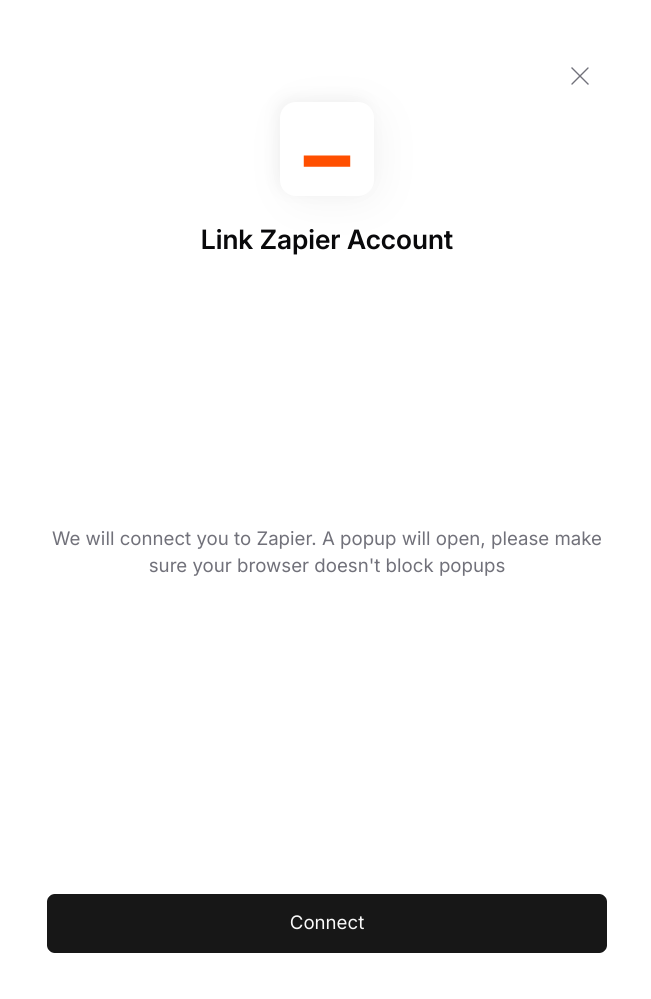 Link Zapier Account
We will connect you to Zapier. A popup will open, please make
sure your browser doesn't block popups
Connect